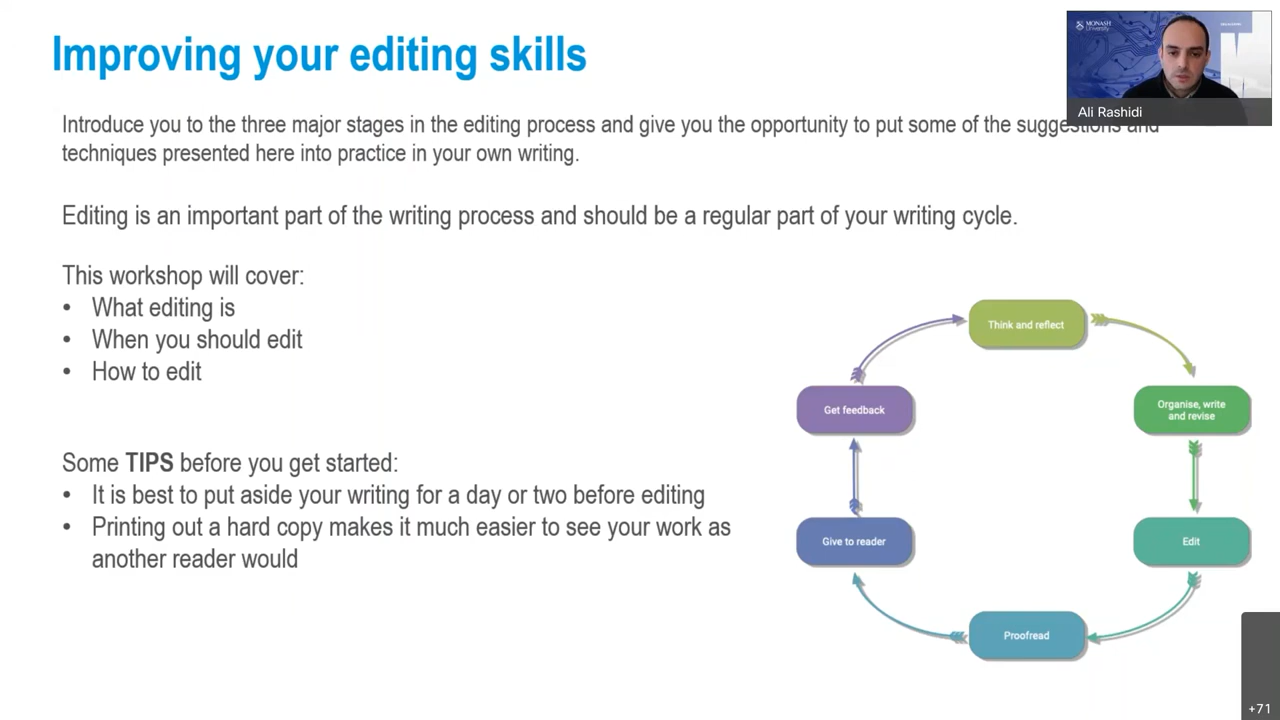 Improving your editing skills
MONASH
University
Ali Rashidi
Introduce you to the three major stages in the editing process and give you the opportunity to put some of the suggestions and
techniques presented here into practice in your own writing.
Editing is an important part of the writing process and should be a regular part of your writing cycle.
This workshop will cover:
• What editing is
• When you should edit
• How to edit
Some TIPS before you get started:
• It is best to put aside your writing for a day or two before editing
• Printing out a hard copy makes it much easier to see your work as
another reader would
Think and reflect
Organise, write
and revise
Edit
Proofread
Give to reader
Get feedback
+71